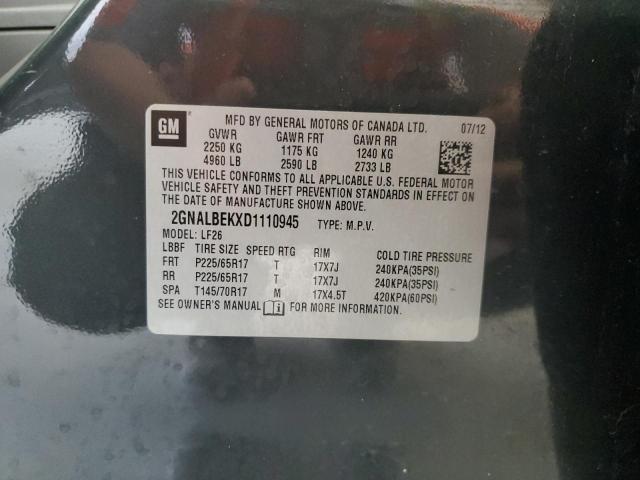 GM
MFD BY GENERAL MOTORS OF CANADA LTD. 07/12
GVWR GAWR FRT GAWR RR
2250 KG 1175 KG 1240 KG
4960 LB 2590 LB 2733 LB
THIS VEHICLE CONFORMS TO ALL APPLICABLE U.S. FEDERAL MOTOR
VEHICLE SAFETY AND THEFT PREVENTION STANDARDS IN EFFECT ON
THE DATE OF MANUFACTURE SHOWN ABOVE.
2GNALBEKXD1110945 TYPE: M.P.V.
MODEL: LF26
LBBF TIRE SIZE SPEED RTG RIM COLD TIRE PRESSURE
FRT P225/65R17 T 17X7J 240KPA(35PSI)
RR P225/65R17 T 17X7J 240KPA(35PSI)
SPA T145/70R17 M 17X4.5T 420KPA(60PSI)
SEE OWNER'S MANUAL FOR MORE INFORMATION.